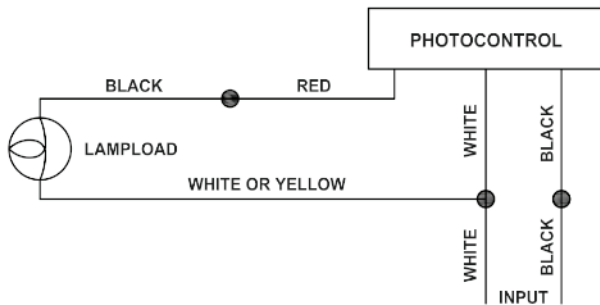 PHOTOCONTROL
BLACK
RED
LAMPLOAD
WHITE
BLACK
WHITE OR YELLOW
WHITE
BLACK
INPUT